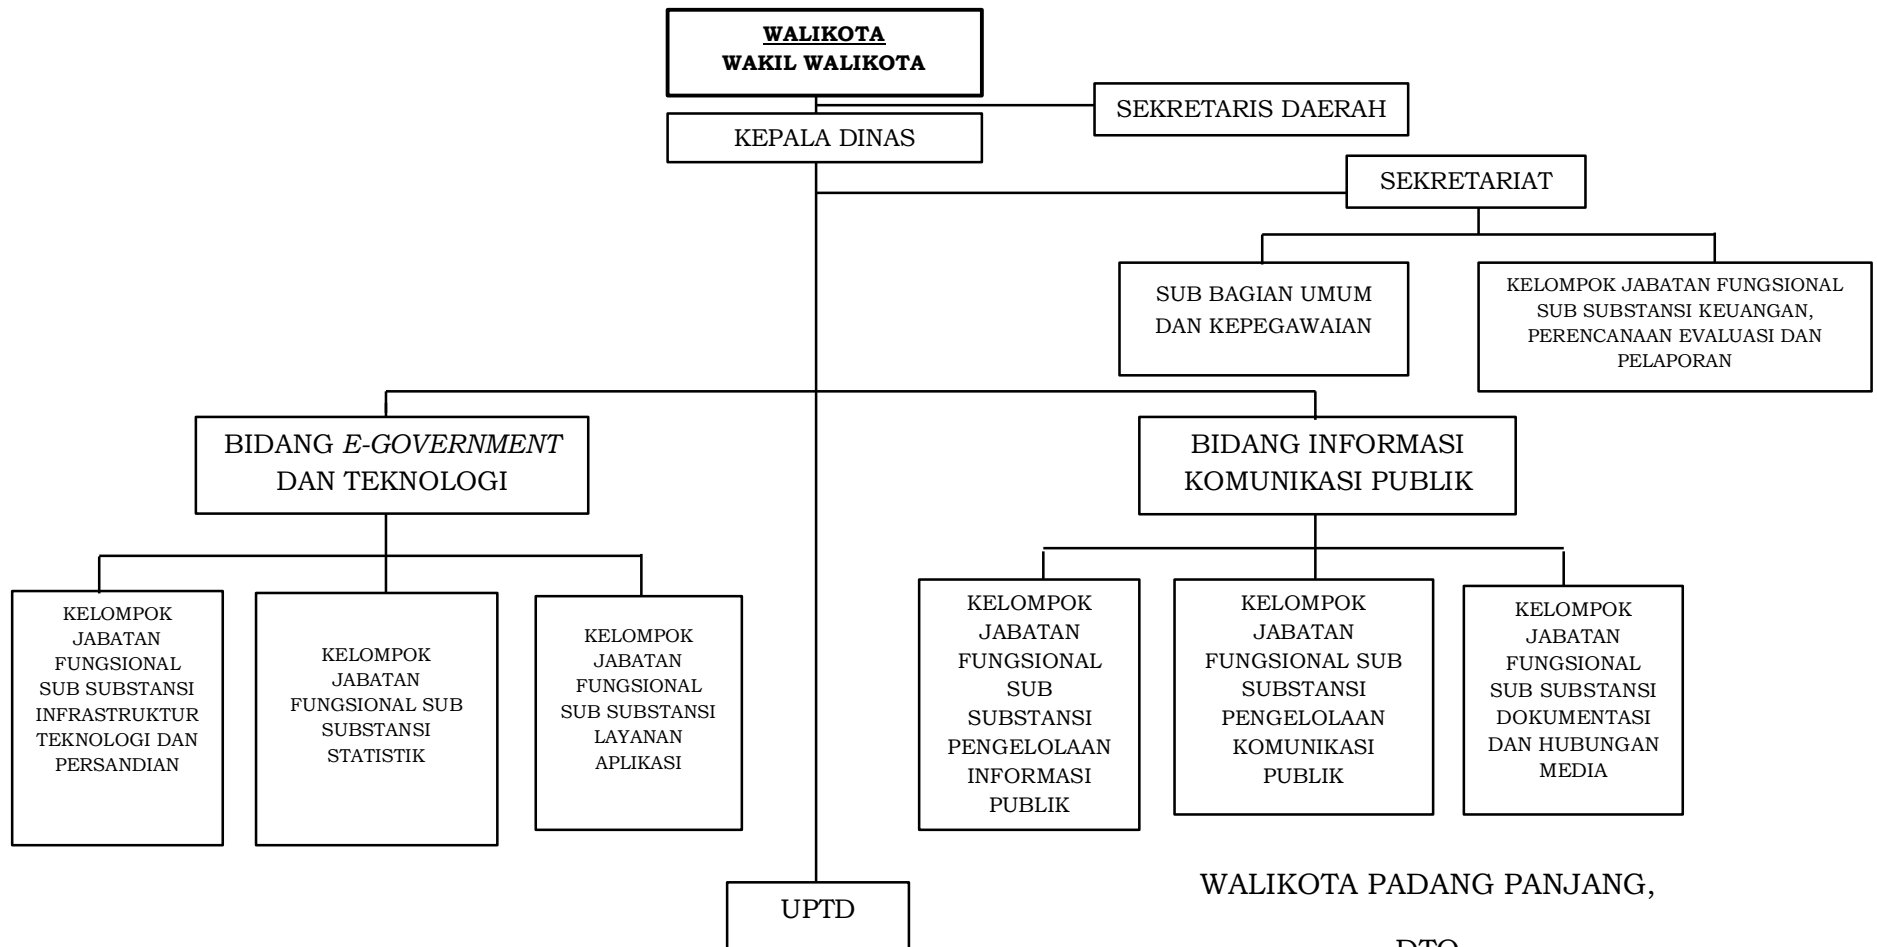 WALIKOTA
WAKIL WALIKOTA
SEKRETARIS DAERAH
KEPALA DINAS
SEKRETARIAT
SUB BAGIAN UMUM
DAN KEPEGAWAIAN
KELOMPOK JABATAN FUNGSIONAL
SUB SUBSTANSI KEUANGAN,
PERENCANAAN EVALUASI DAN
PELAPORAN
BIDANG E-GOVERNMENT
DAN TEKNOLOGI
BIDANG INFORMASI
KOMUNIKASI PUBLIK
KELOMPOK
JABATAN
FUNGSIONAL
SUB SUBSTANSI
INFRASTRUKTUR
TEKNOLOGI DAN
PERSANDIAN
KELOMPOK
JABATAN
FUNGSIONAL SUB
SUBSTANSI
STATISTIK
KELOMPOK
JABATAN
FUNGSIONAL
SUB SUBSTANSI
LAYANAN
APLIKASI
KELOMPOK
JABATAN
FUNGSIONAL
SUB
SUBSTANSI
PENGELOLAAN
INFORMASI
PUBLIK
KELOMPOK
JABATAN
FUNGSIONAL SUB
SUBSTANSI
PENGELOLAAN
KOMUNIKASI
PUBLIK
KELOMPOK
JABATAN
FUNGSIONAL
SUB SUBSTANSI
DOKUMENTASI
DAN HUBUNGAN
MEDIA
UPTD
WALIKOTA PADANG PANJANG,